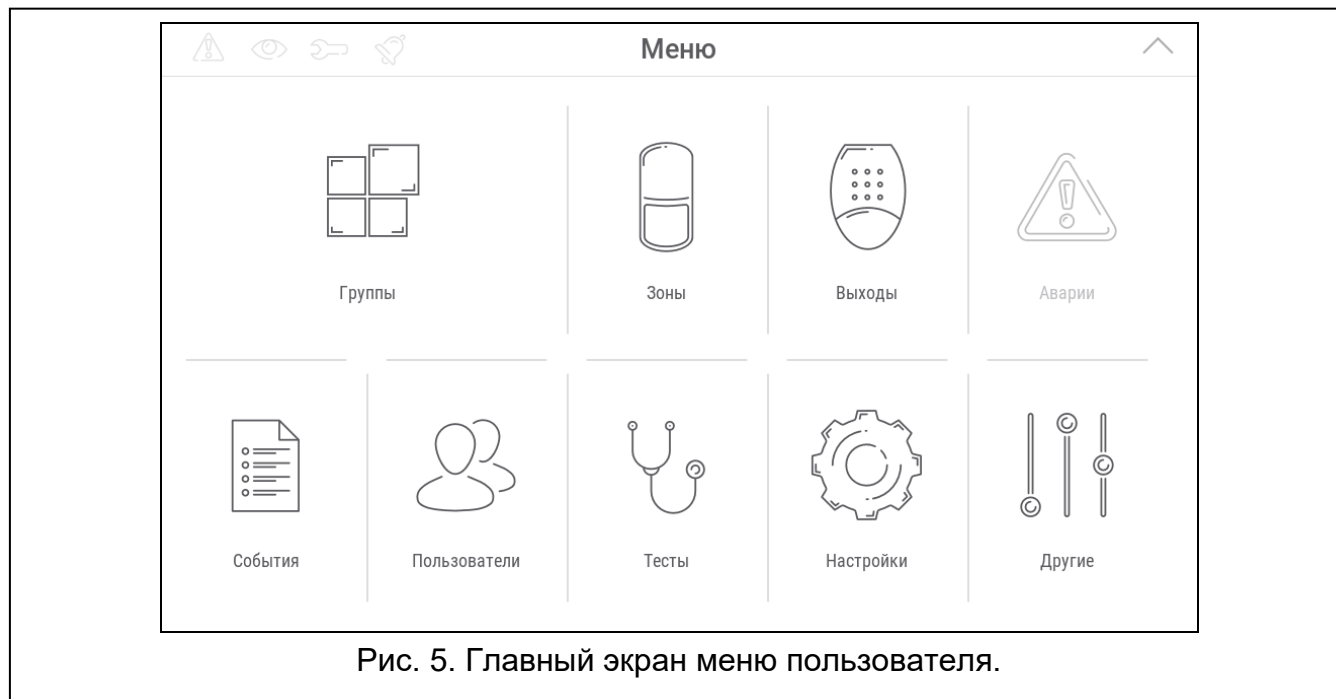 Меню
Группы
Зоны
Выходы
Аварии
События
Пользователи
Тесты
Настройки
Другие
Рис. 5. Главный экран меню пользователя.